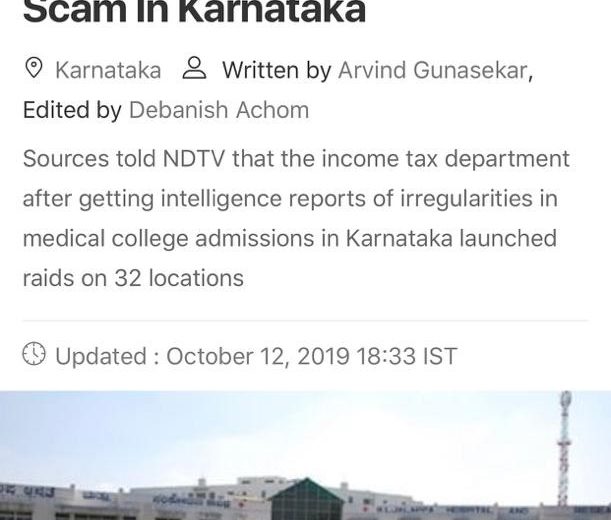 Scam In Karnataka
Karnataka Written by Arvind Gunasekar,
Edited by Debanish Achom
Sources told NDTV that the income tax department
after getting intelligence reports of irregularities in
medical college admissions in Karnataka launched
raids on 32 locations
Updated : October 12, 2019 18:33 IST
HOSPITAL AND